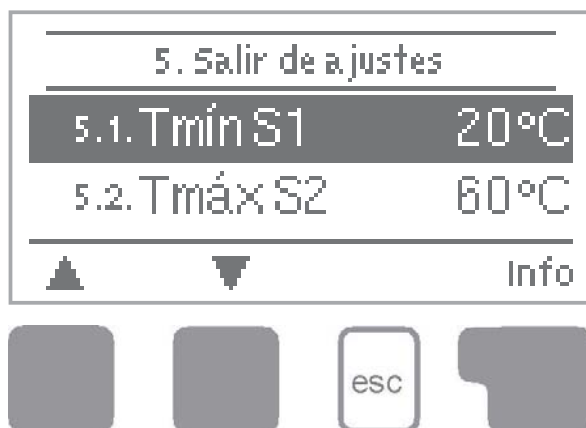 5. Salir de ajustes
5.1. Tmín S1 20°C
5.2. Tmáx S2 60°C
Info
esc